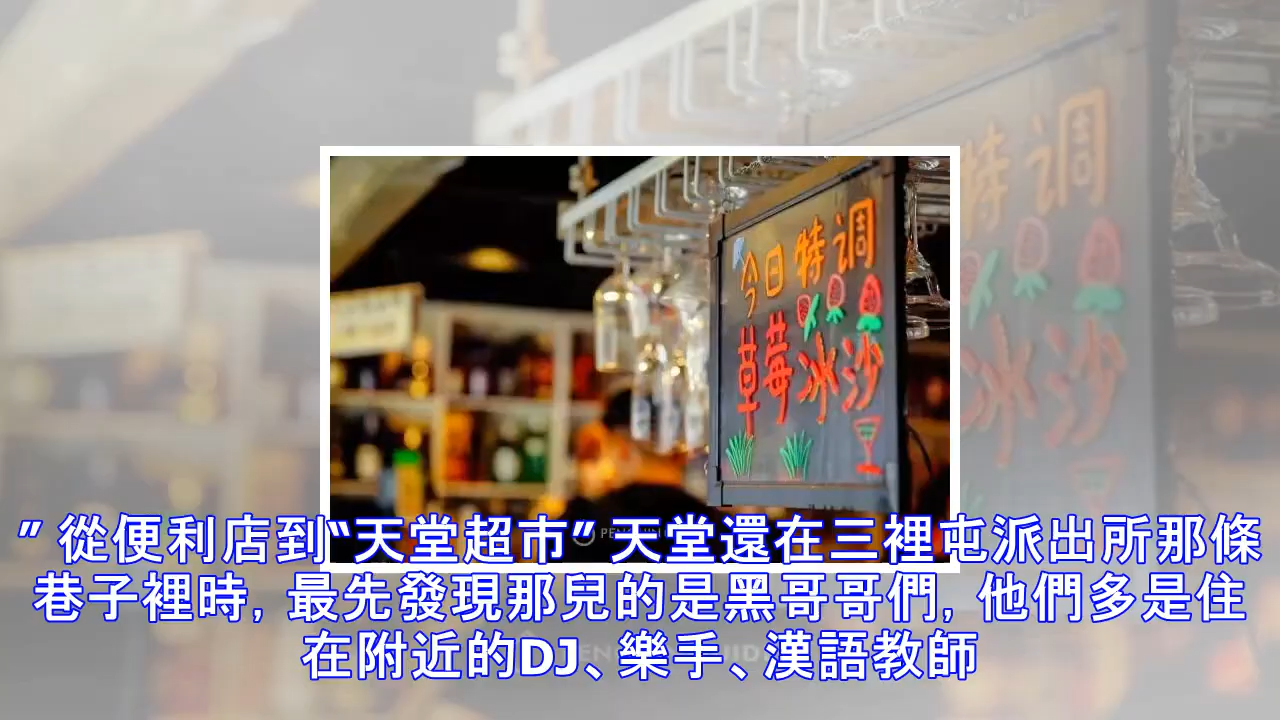 今日特调
草莓冰沙
” 從便利店到“天堂超市” 天堂還在三裡屯派出所那條
巷子裡時, 最先發現那兒的是黑哥哥們, 他們多是住
在附近的DJ、樂手、漢語教師